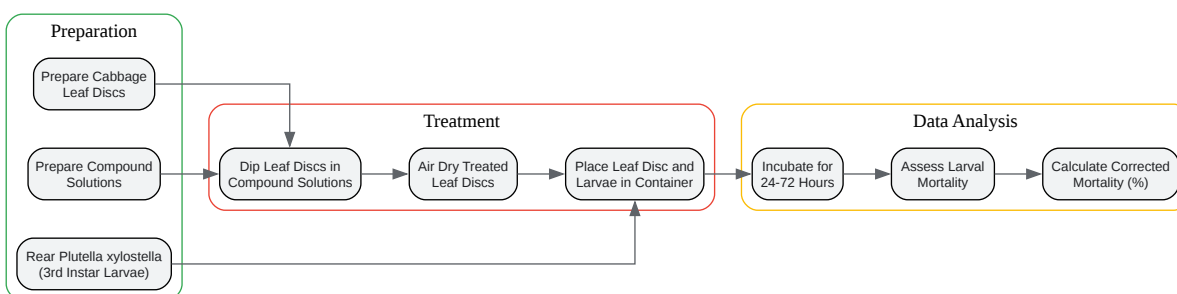 Preparation
Prepare Cabbage
Leaf Discs
Prepare Compound
Solutions
Rear Plutella xylostella
(3rd Instar Larvae)
Treatment
Dip Leaf Discs in
Compound Solutions
Air Dry Treated
Leaf Discs
Place Leaf Disc and
Larvae in Container
Data Analysis
Incubate for
24-72 Hours
Assess Larval
Mortality
Calculate Corrected
Mortality (%)